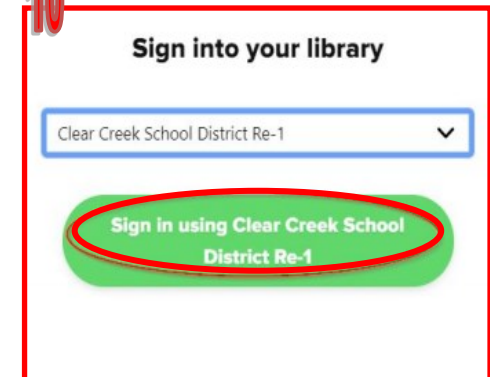 10
Sign into your library
Clear Creek School District Re-1
Sign in using Clear Creek School
District Re-1